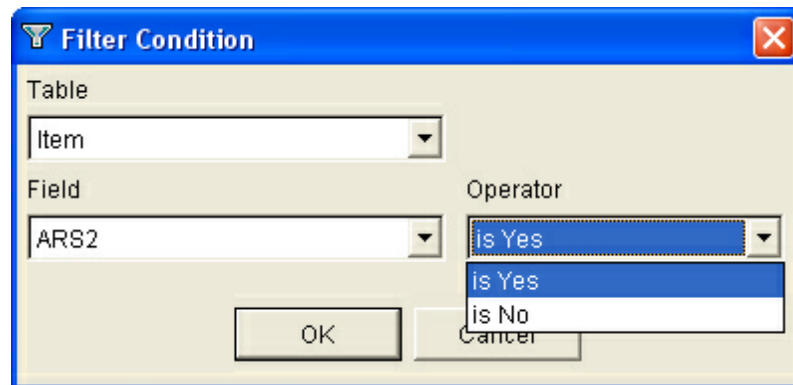 Filter Condition
Table
Item
Field
Operator
ARS2
is Yes
is Yes
is No
OK
Cancel